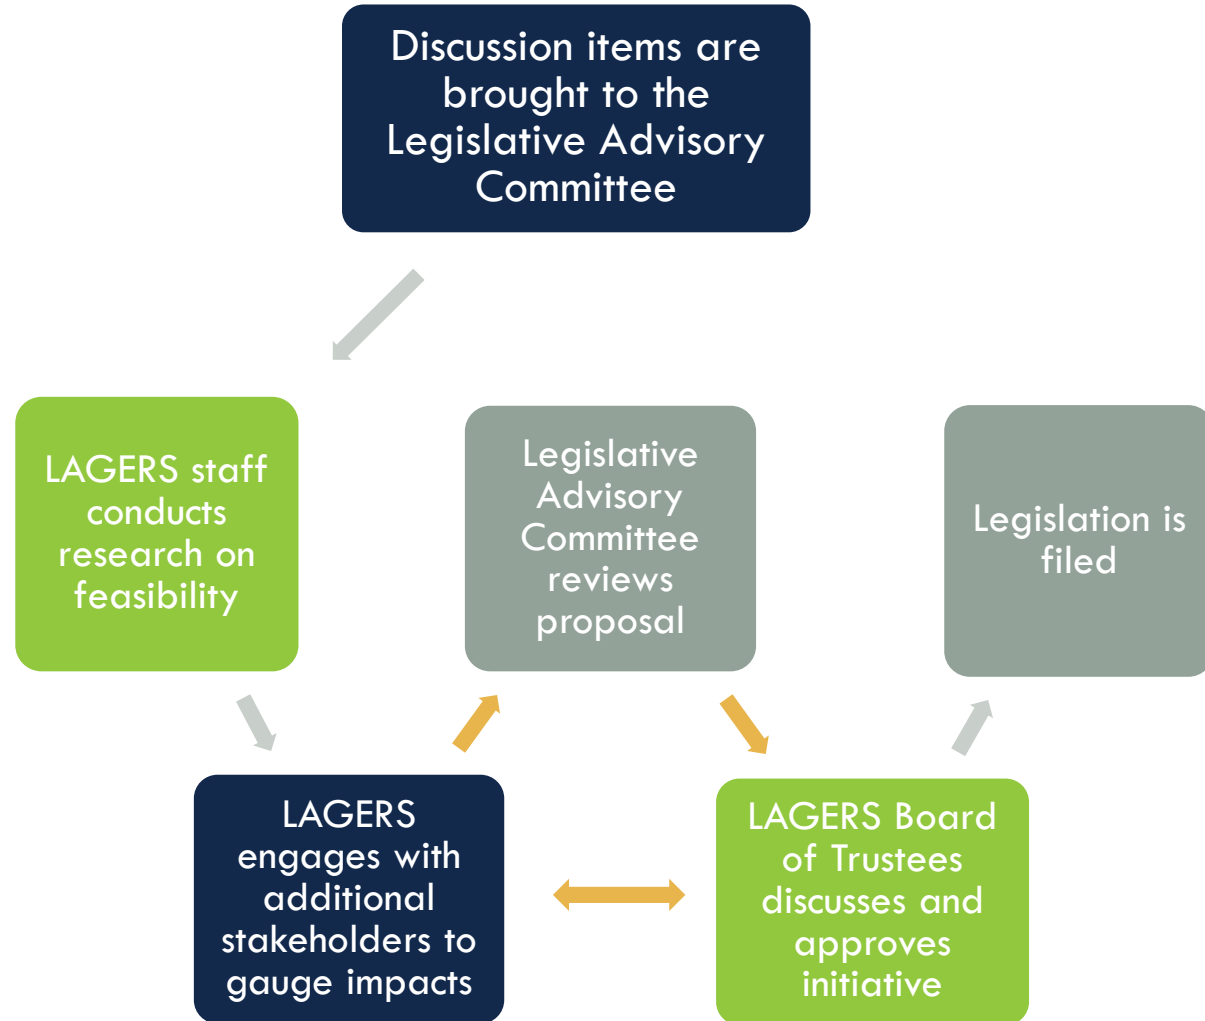 Discussion items are
brought to the
Legislative Advisory
Committee
LAGERS staff
conducts
research on
feasibility
Legislative
Advisory
Committee
reviews
proposal
Legislation is
filed
LAGERS
engages with
additional
stakeholders to
gauge impacts
LAGERS Board
of Trustees
discusses and
approves
initiative